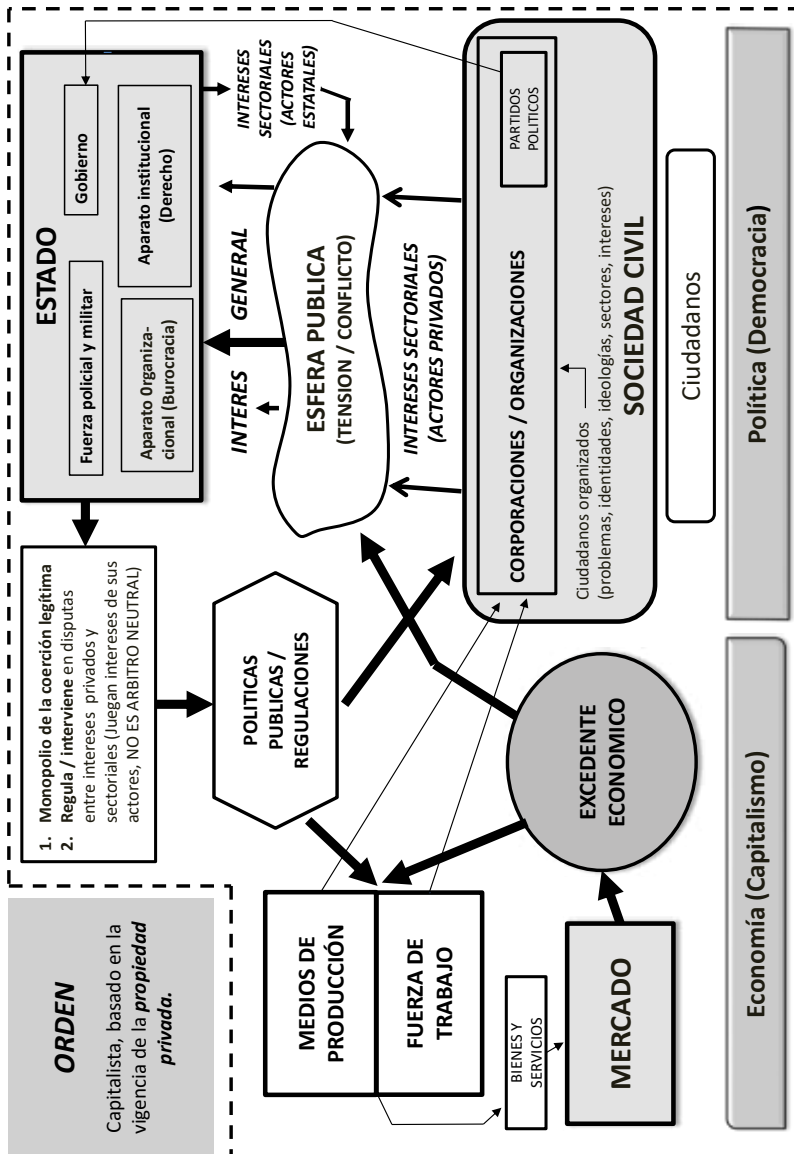 ORDEN
Capitalista, basado en la
vigencia de la propiedad
privada.
1. Monopolio de la coerción legítima
2. Regula / interviene en disputas
entre intereses privados y
sectoriales (Juegan intereses de sus
actores, NO ES ARBITRO NEUTRAL)
ESTADO
Fuerza policial y militar
Gobierno
Aparato Organiza-
cional (Burocracia)
Aparato institucional
(Derecho)
INTERESES
SECTORIALES
(ACTORES
ESTATALES)
INTERES
GENERAL
POLITICAS
PUBLICAS /
REGULACIONES
ESFERA PUBLICA
(TENSION / CONFLICTO)
MEDIOS DE
PRODUCCIÓN
FUERZA DE
TRABAJO
INTERESES SECTORIALES
(ACTORES PRIVADOS)
BIENES Y
SERVICIOS
MERCADO
EXCEDENTE
ECONOMICO
CORPORACIONES / ORGANIZACIONES
PARTIDOS
POLITICOS
Ciudadanos organizados
(problemas, identidades, ideologías, sectores, intereses)
SOCIEDAD CIVIL
Ciudadanos
Economía (Capitalismo)
Política (Democracia)